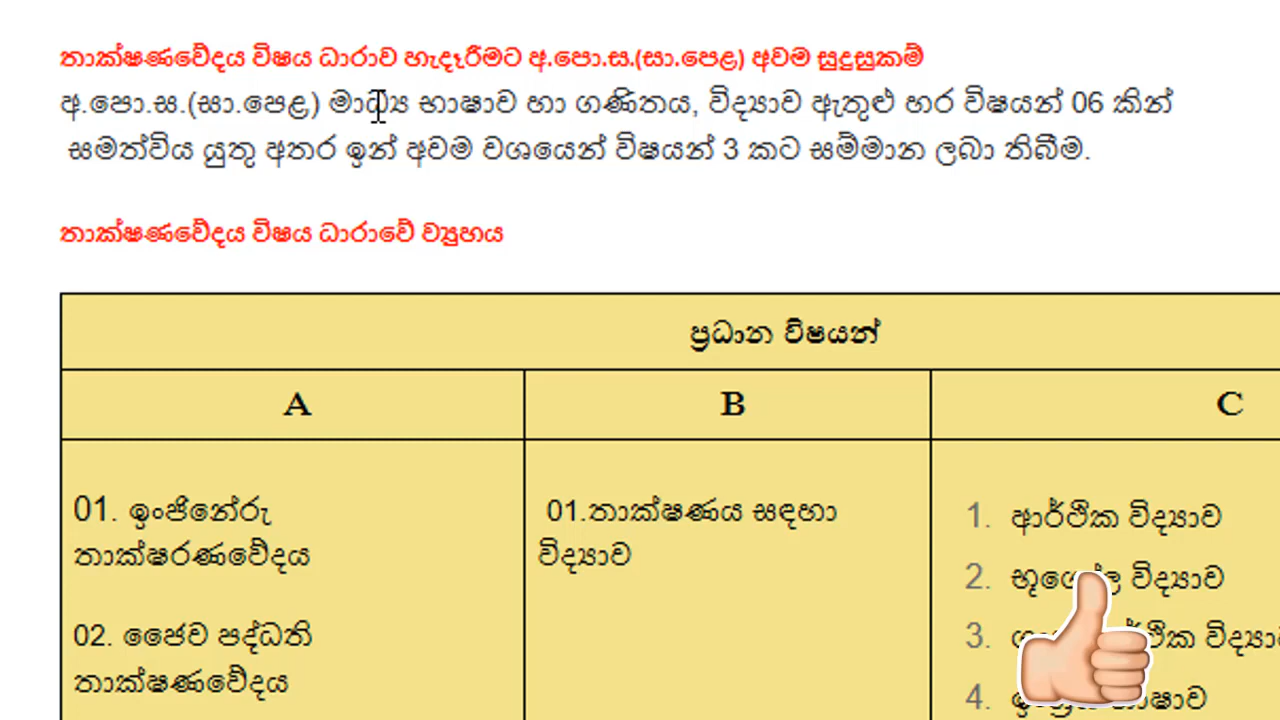 තාක්ෂණවේදය විෂය ධාරාව හැදෑරීමට අ.පො.ස.(සා.පෙළ) අවම සුදුසුකම්
අ.පො.ස.(සා.පෙළ) මාධ්‍ය භාෂාව හා ගණිතය, විද්‍යාව ඇතුළු හර විෂයන් 06 කින්
සමත්විය යුතු අතර ඉන් අවම වශයෙන් විෂයන් 3 කට සම්මාන ලබා තිබීම.
තාක්ෂණවේදය විෂය ධාරාවේ ව්‍යුහය
ප්‍රධාන විෂයන්
A B C
01. ඉංජිනේරු
තාක්ෂරණවේදය
02. ජෛව පද්ධති
තාක්ෂණවේදය
01.තාක්ෂණය සඳහා
විද්‍යාව
1. ආර්ථික විද්‍යාව
2. විද්‍යාව
3.
4.